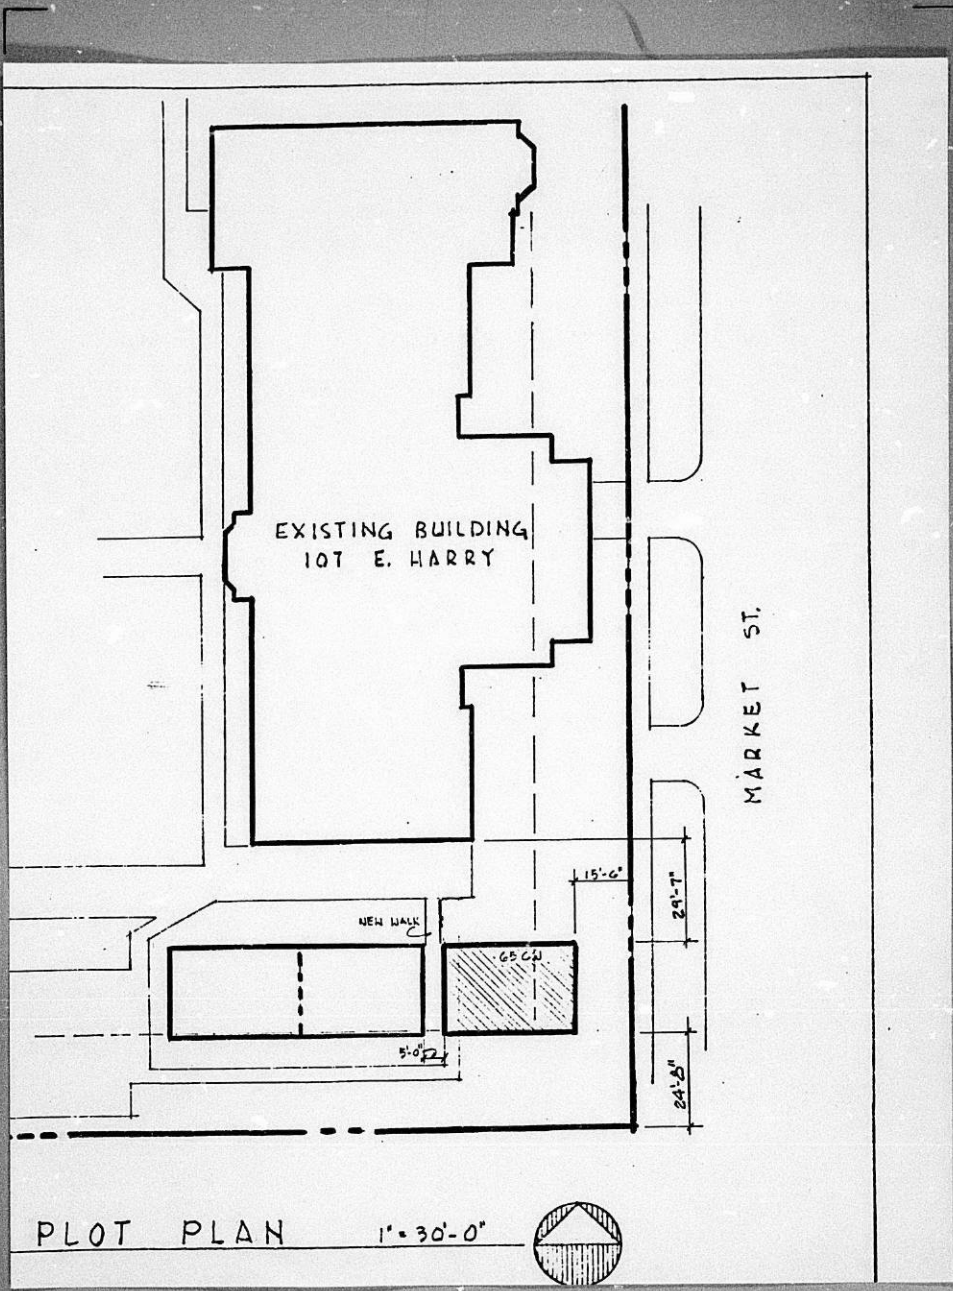 EXISTING BUILDING
107 E. HARRY
MARKET ST.
15'-6"
29'-7"
NEW WALK
5'-0"
24'-8"
PLOT PLAN 1" = 30'-0"